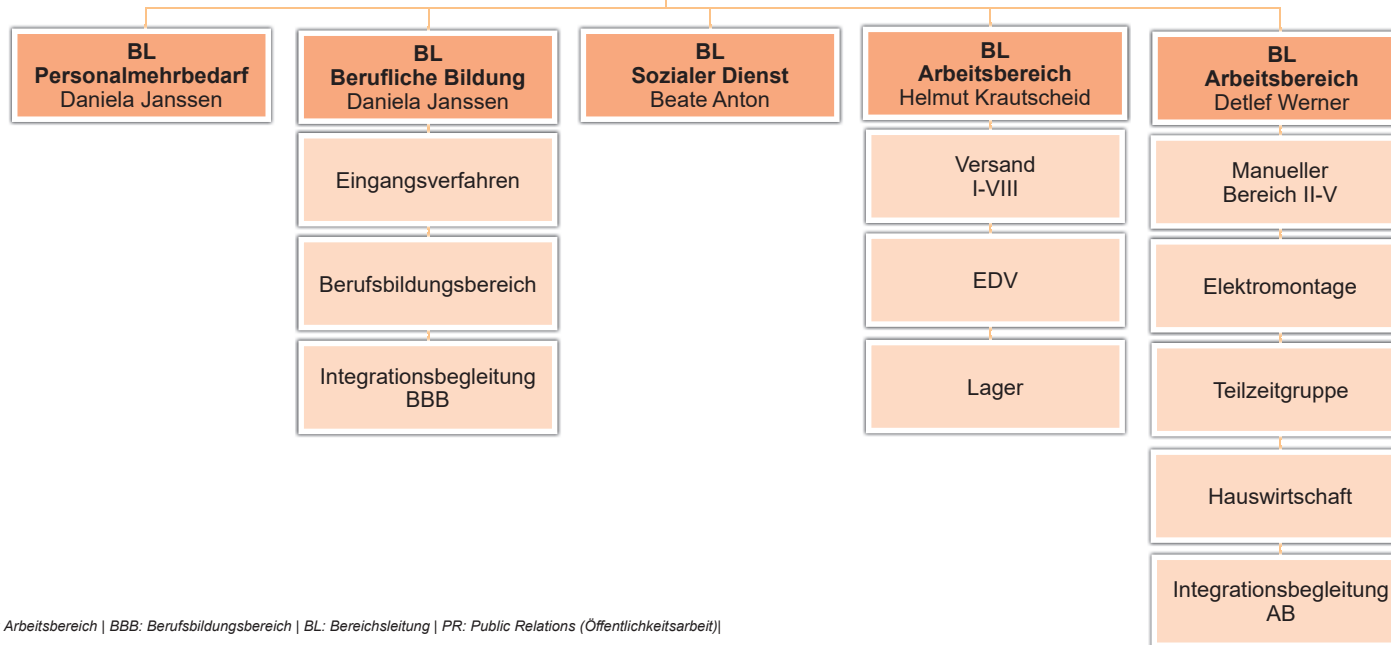 BL
Personalmehrbedarf
Daniela Janssen
BL
Berufliche Bildung
Daniela Janssen
Eingangsverfahren
Berufsbildungsbereich
Integrationsbegleitung
BBB
BL
Sozialer Dienst
Beate Anton
BL
Arbeitsbereich
Helmut Krautscheid
Versand
I-VIII
EDV
Lager
BL
Arbeitsbereich
Detlef Werner
Manueller
Bereich II-V
Elektromontage
Teilzeitgruppe
Hauswirtschaft
Integrationsbegleitung
AB
Arbeitsbereich | BBB: Berufsbildungsbereich | BL: Bereichsleitung | PR: Public Relations (Öffentlichkeitsarbeit)|